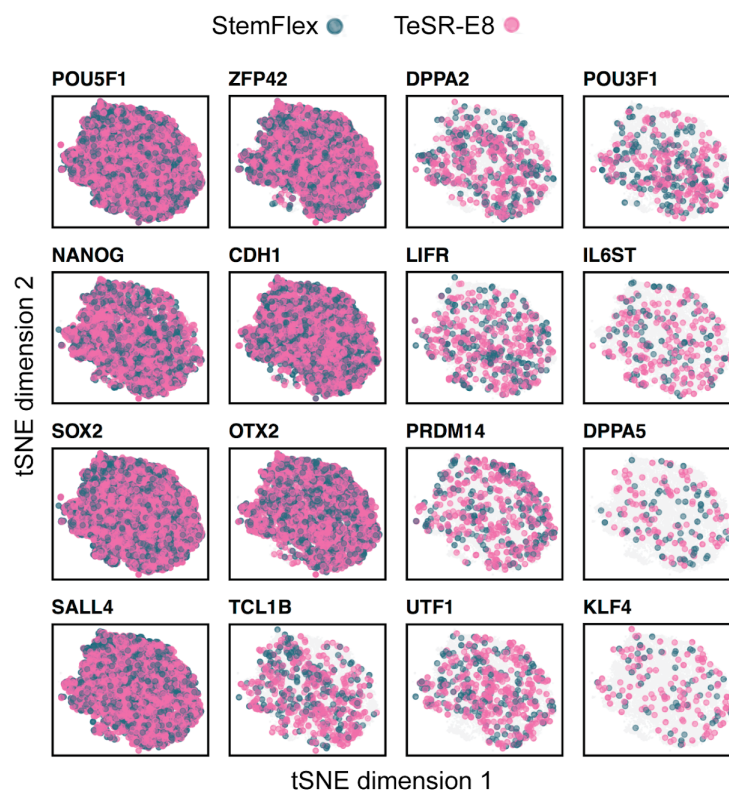 StemFlex TeSR-E8
POU5F1 ZFP42 DPPA2 POU3F1
NANOG CDH1 LIFR IL6ST
SOX2 OTX2 PRDM14 DPPA5
SALL4 TCL1B UTF1 KLF4
tSNE dimension 2
tSNE dimension 1